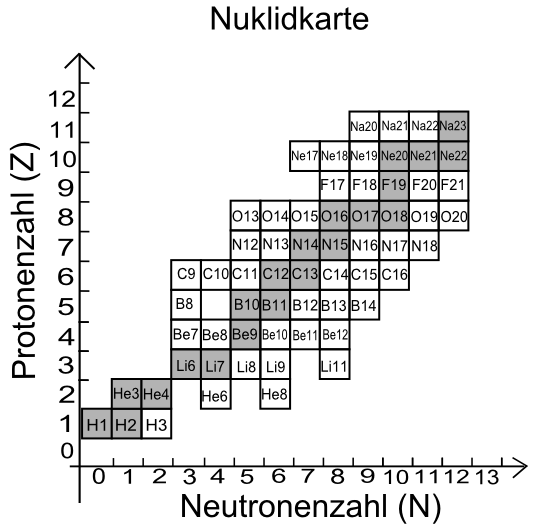 Nuklidkarte
Protonenzahl (Z)
12
11 Na20 Na21 Na22 Na23
10 Ne17 Ne18 Ne19 Ne20 Ne21 Ne22
9 F17 F18 F19 F20 F21
8 O13 O14 O15 O16 O17 O18 O19 O20
7 N12 N13 N14 N15 N16 N17 N18
6 C9 C10 C11 C12 C13 C14 C15 C16
5 B8 B10 B11 B12 B13 B14
4 Be7 Be8 Be9 Be10 Be11 Be12
3 Li6 Li7 Li8 Li9 Li11
2 He3 He4 He6 He8
1 H1 H2 H3
0
0 1 2 3 4 5 6 7 8 9 10 11 12 13
Neutronenzahl (N)